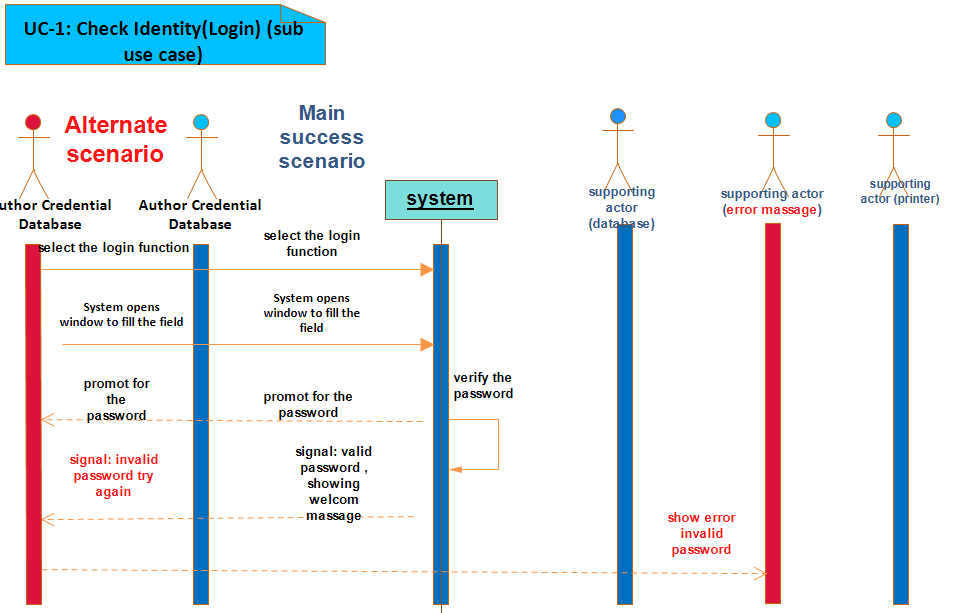 UC-1: Check Identity(Login) (sub
use case)
Alternate
scenario
Main
success
scenario
uthor Credential
Database
Author Credential
Database
system
supporting
actor
(database)
supporting actor
(error massage)
supporting
actor (printer)
select the login function
select the login
function
System opens
window to fill the field
System opens
window to fill the
field
promot for
the
password
promot for the
password
verify the
password
signal: invalid
password try
again
signal: valid
password ,
showing
welcom
massage
show error
invalid
password